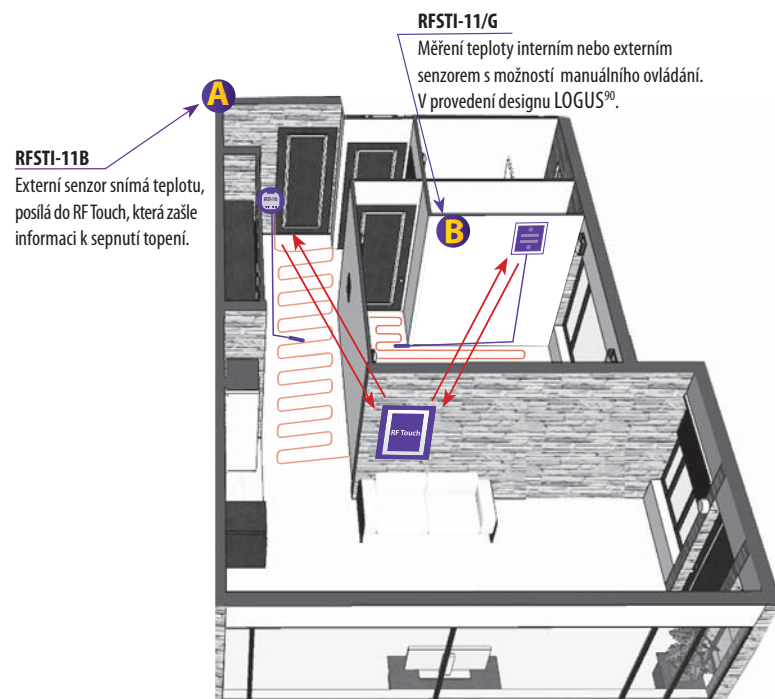 RFSTI-11/G
Měření teploty interním nebo externím
senzorem s možností manuálního ovládání.
V provedení designu LOGUS⁹⁰.
A
RFSTI-11B
Externí senzor snímá teplotu,
posílá do RF Touch, která zašle
informaci k sepnutí topení.
B
RF Touch